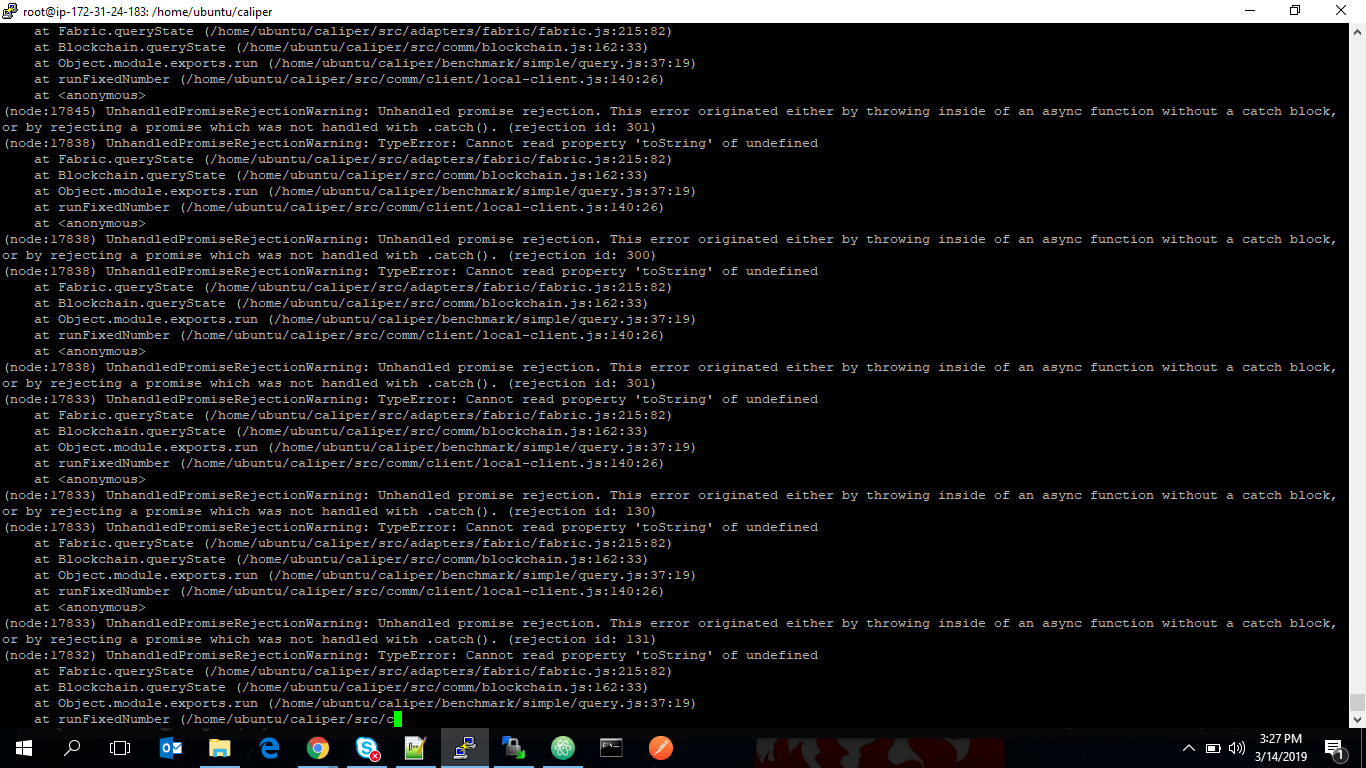 root@ip-172-31-24-183: /home/ubuntu/caliper
at Fabric.queryState (/home/ubuntu/caliper/src/adapters/fabric/fabric.js:215:82)
at Blockchain.queryState (/home/ubuntu/caliper/src/comm/blockchain.js:162:33)
at Object.module.exports.run (/home/ubuntu/caliper/benchmark/simple/query.js:37:19)
at runFixedNumber (/home/ubuntu/caliper/src/comm/client/local-client.js:140:26)
at <anonymous>
(node:17845) UnhandledPromiseRejectionWarning: Unhandled promise rejection. This error originated either by throwing inside of an async function without a catch block,
or by rejecting a promise which was not handled with .catch(). (rejection id: 301)
(node:17838) UnhandledPromiseRejectionWarning: TypeError: Cannot read property 'toString' of undefined
at Fabric.queryState (/home/ubuntu/caliper/src/adapters/fabric/fabric.js:215:82)
at Blockchain.queryState (/home/ubuntu/caliper/src/comm/blockchain.js:162:33)
at Object.module.exports.run (/home/ubuntu/caliper/benchmark/simple/query.js:37:19)
at runFixedNumber (/home/ubuntu/caliper/src/comm/client/local-client.js:140:26)
at <anonymous>
(node:17838) UnhandledPromiseRejectionWarning: Unhandled promise rejection. This error originated either by throwing inside of an async function without a catch block,
or by rejecting a promise which was not handled with .catch(). (rejection id: 300)
(node:17838) UnhandledPromiseRejectionWarning: TypeError: Cannot read property 'toString' of undefined
at Fabric.queryState (/home/ubuntu/caliper/src/adapters/fabric/fabric.js:215:82)
at Blockchain.queryState (/home/ubuntu/caliper/src/comm/blockchain.js:162:33)
at Object.module.exports.run (/home/ubuntu/caliper/benchmark/simple/query.js:37:19)
at runFixedNumber (/home/ubuntu/caliper/src/comm/client/local-client.js:140:26)
at <anonymous>
(node:17838) UnhandledPromiseRejectionWarning: Unhandled promise rejection. This error originated either by throwing inside of an async function without a catch block,
or by rejecting a promise which was not handled with .catch(). (rejection id: 301)
(node:17833) UnhandledPromiseRejectionWarning: TypeError: Cannot read property 'toString' of undefined
at Fabric.queryState (/home/ubuntu/caliper/src/adapters/fabric/fabric.js:215:82)
at Blockchain.queryState (/home/ubuntu/caliper/src/comm/blockchain.js:162:33)
at Object.module.exports.run (/home/ubuntu/caliper/benchmark/simple/query.js:37:19)
at runFixedNumber (/home/ubuntu/caliper/src/comm/client/local-client.js:140:26)
at <anonymous>
(node:17833) UnhandledPromiseRejectionWarning: Unhandled promise rejection. This error originated either by throwing inside of an async function without a catch block,
or by rejecting a promise which was not handled with .catch(). (rejection id: 130)
(node:17833) UnhandledPromiseRejectionWarning: TypeError: Cannot read property 'toString' of undefined
at Fabric.queryState (/home/ubuntu/caliper/src/adapters/fabric/fabric.js:215:82)
at Blockchain.queryState (/home/ubuntu/caliper/src/comm/blockchain.js:162:33)
at Object.module.exports.run (/home/ubuntu/caliper/benchmark/simple/query.js:37:19)
at runFixedNumber (/home/ubuntu/caliper/src/comm/client/local-client.js:140:26)
at <anonymous>
(node:17833) UnhandledPromiseRejectionWarning: Unhandled promise rejection. This error originated either by throwing inside of an async function without a catch block,
or by rejecting a promise which was not handled with .catch(). (rejection id: 131)
(node:17832) UnhandledPromiseRejectionWarning: TypeError: Cannot read property 'toString' of undefined
at Fabric.queryState (/home/ubuntu/caliper/src/adapters/fabric/fabric.js:215:82)
at Blockchain.queryState (/home/ubuntu/caliper/src/comm/blockchain.js:162:33)
at Object.module.exports.run (/home/ubuntu/caliper/benchmark/simple/query.js:37:19)
at runFixedNumber (/home/ubuntu/caliper/src/c
3:27 PM
3/14/2019
1